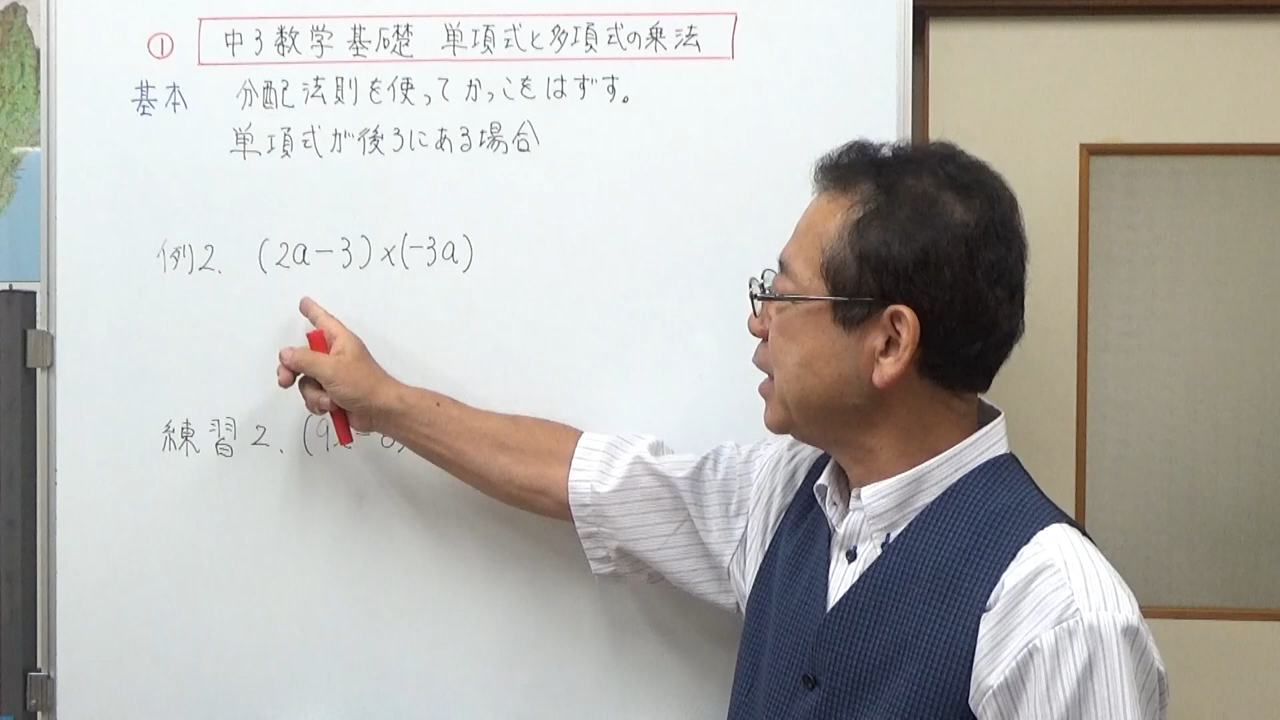 ① 中3数学 基礎 単項式と多項式の乗法
基本 分配法則を使ってかっこをはずす。
単項式が後ろにある場合
例2. (2a-3)×(-3a)
練習2. (9